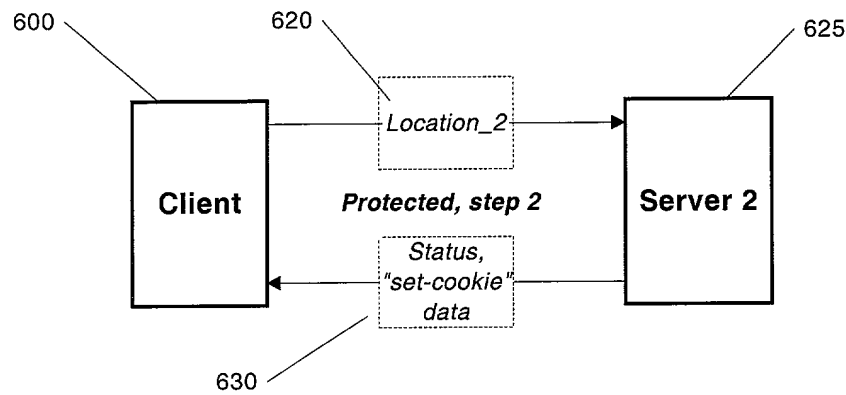 600
620
625
Location_2
Client
Protected, step 2
Server 2
Status,
"set-cookie"
data
630